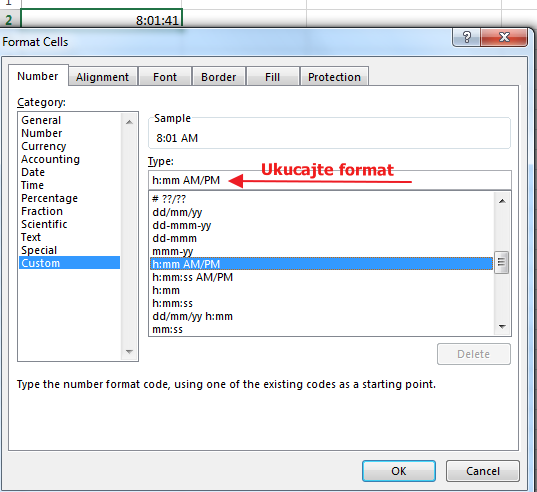 1
2
8:01:41
Format Cells
?
Number Alignment Font Border Fill Protection
Category:
General
Number
Currency
Accounting
Date
Time
Percentage
Fraction
Scientific
Text
Special
Custom
Sample
8:01 AM
Type:
Ukucajte format
h:mm AM/PM
# ??/??
dd/mm/yy
dd-mmm-yy
dd-mmm
mmm-yy
h:mm AM/PM
h:mm:ss AM/PM
h:mm
h:mm:ss
dd/mm/yy h:mm
mm:ss
Delete
Type the number format code, using one of the existing codes as a starting point.
OK Cancel